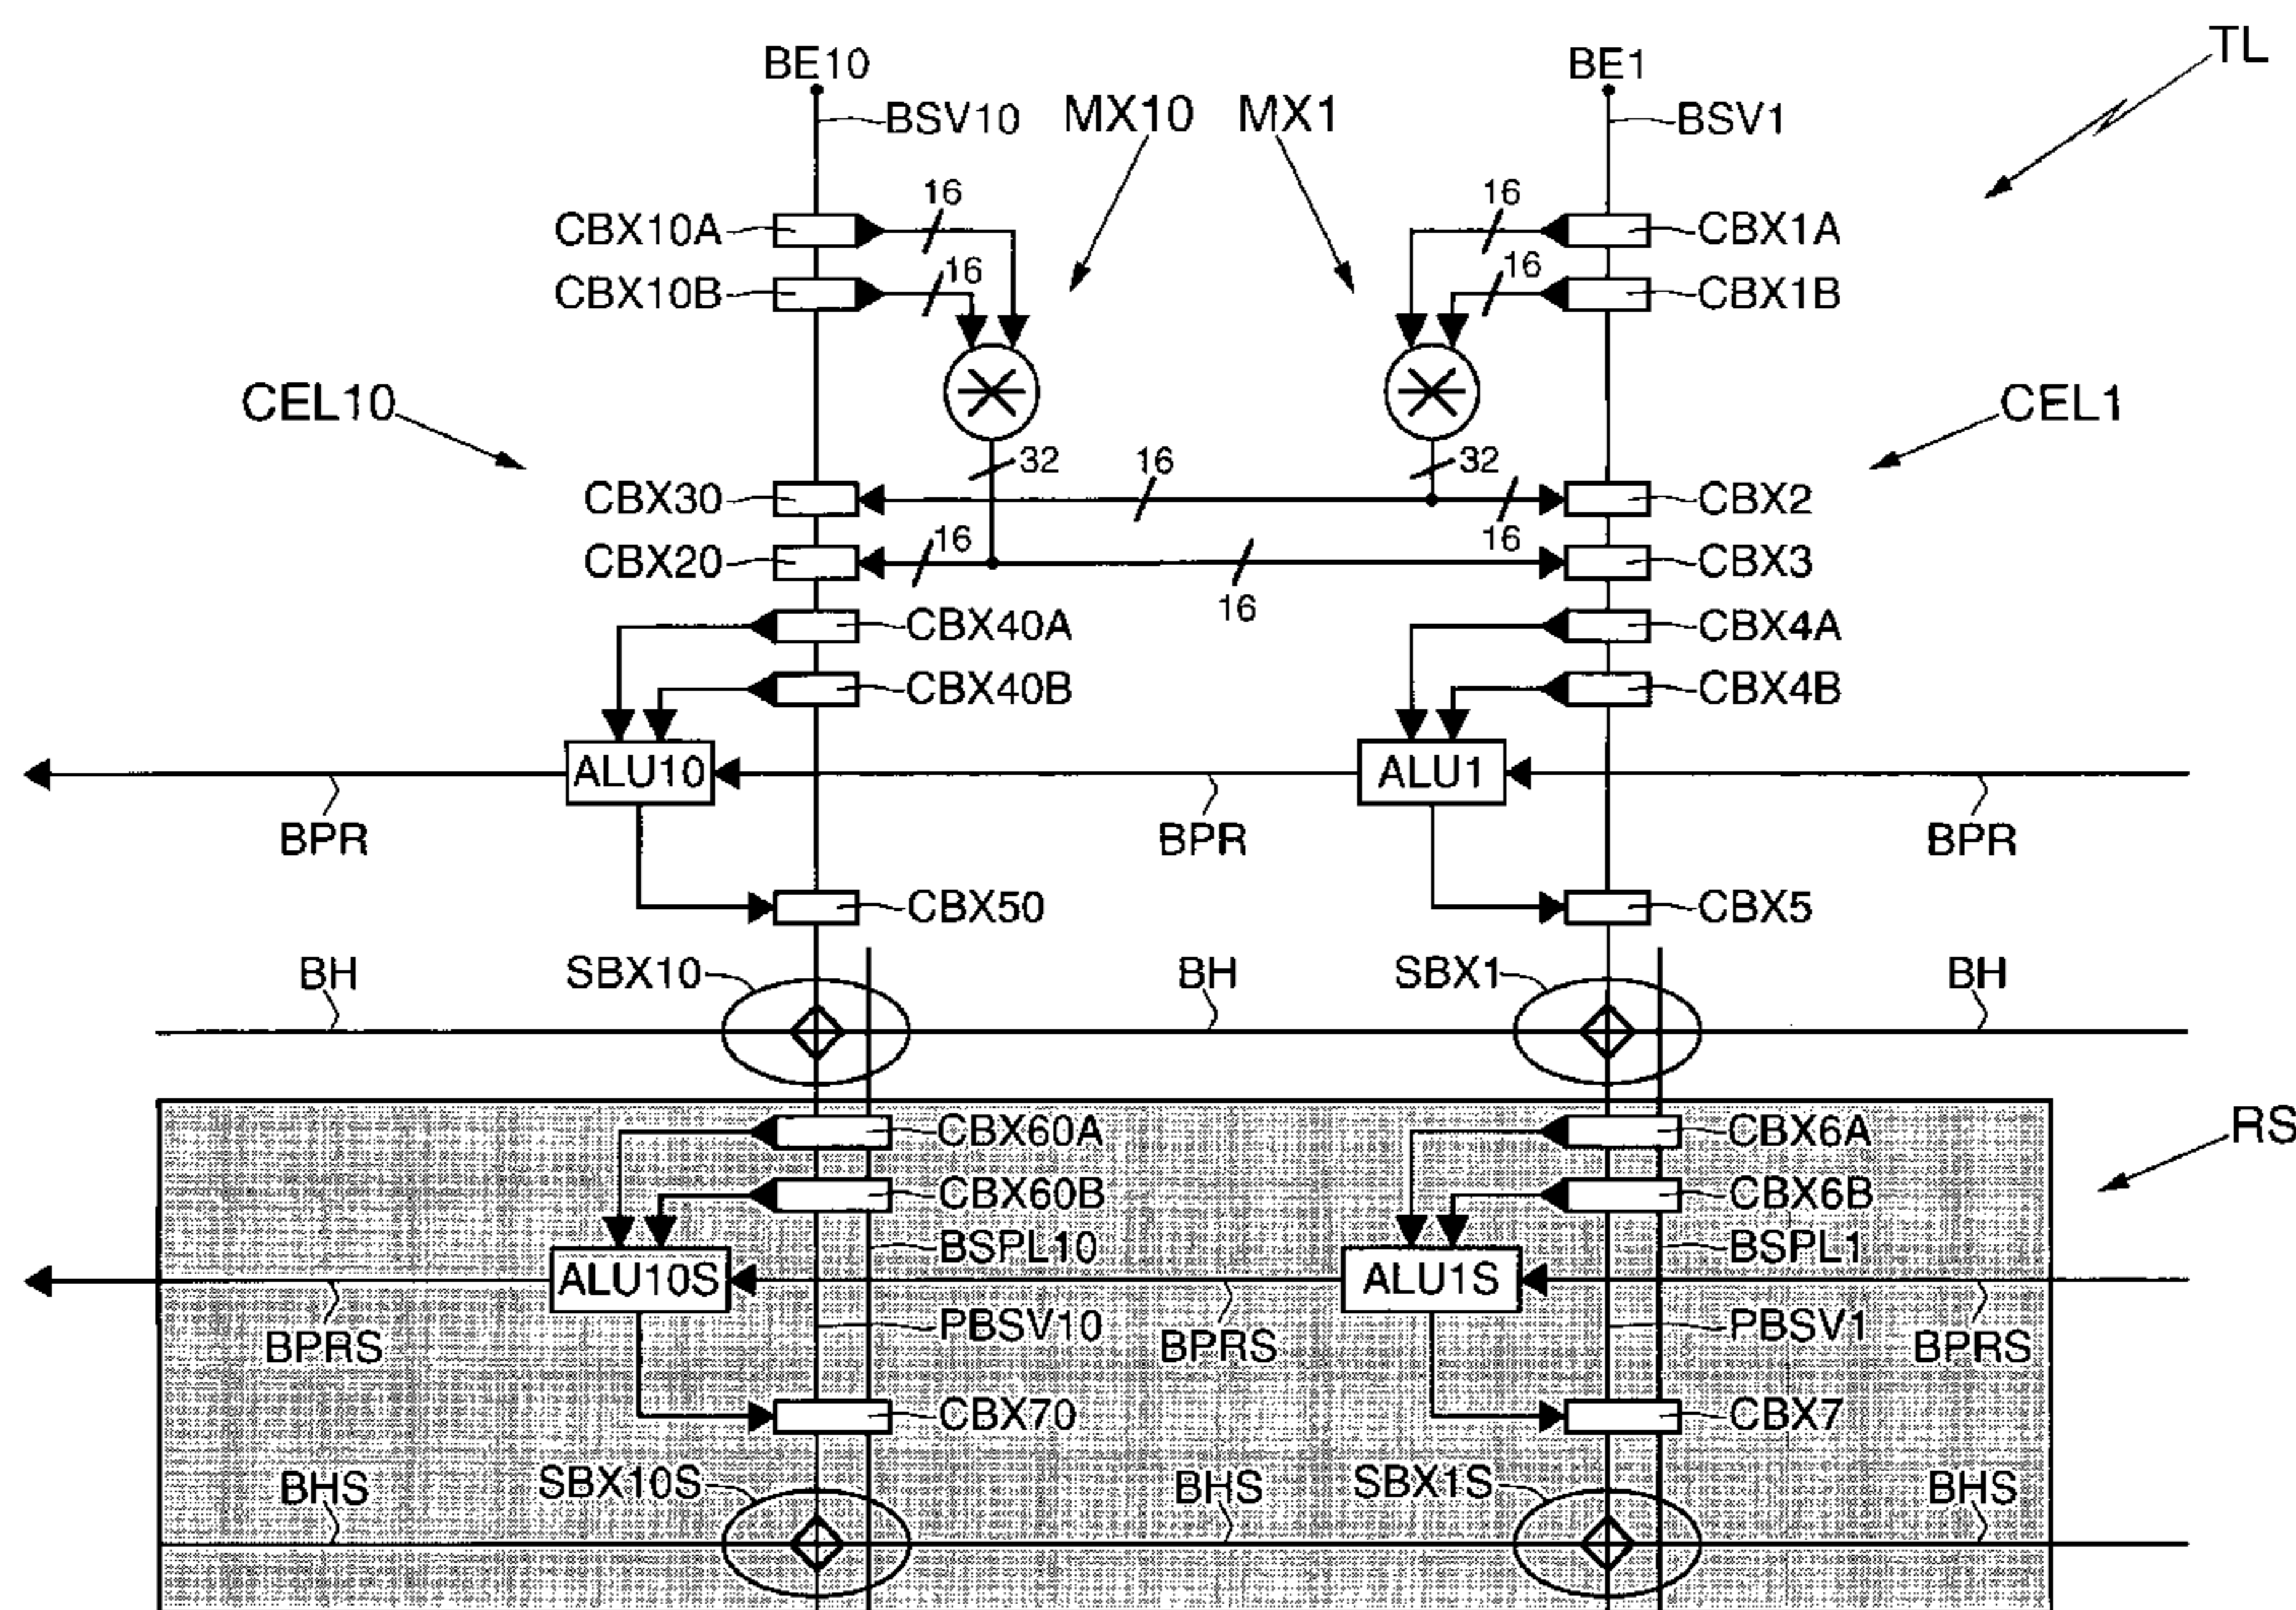 TL
BE10 BE1
BSV10 MX10 MX1 BSV1
16 16
CBX10A CBX1A
16 16
CBX10B CBX1B
CEL10 CEL1
32 16 32
CBX30 CBX2
16 16
CBX20 CBX3
16
CBX40A CBX4A
CBX40B CBX4B
ALU10 ALU1
BPR BPR BPR
CBX50 CBX5
BH SBX10 BH SBX1 BH
CBX60A CBX6A RS
CBX60B CBX6B
BSPL10 BSPL1
ALU10S ALU1S
PBSV10 PBSV1
BPRS BPRS BPRS
CBX70 CBX7
BHS SBX10S BHS SBX1S BHS